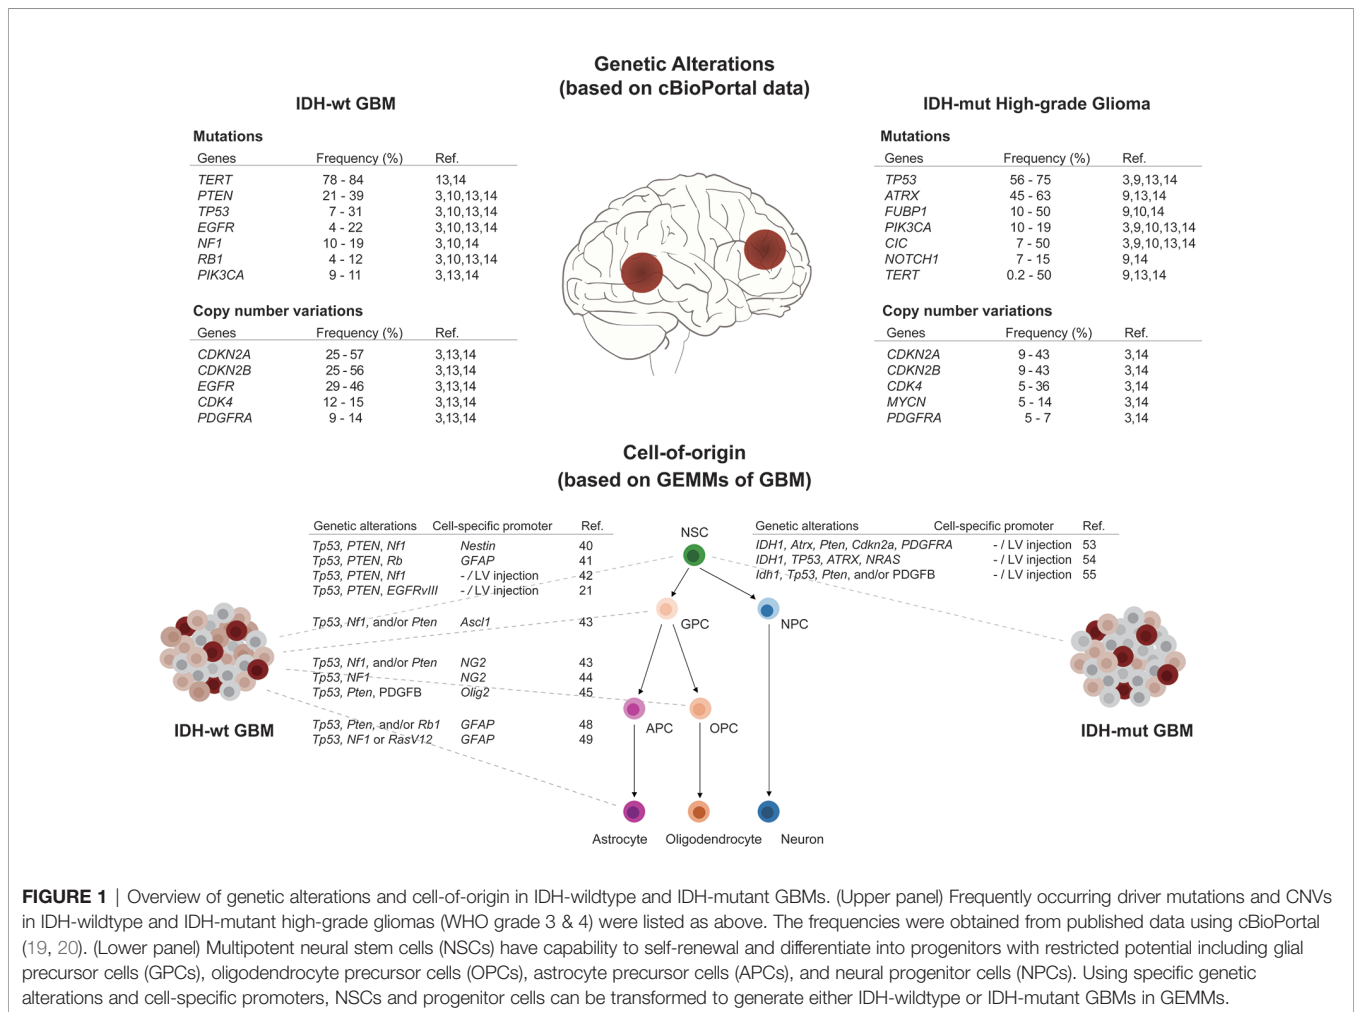 Genetic Alterations
(based on cBioPortal data)
IDH-wt GBM
Mutations
Genes Frequency (%) Ref.
TERT 78 - 84 13,14
PTEN 21 - 39 3,10,13,14
TP53 7 - 31 3,10,13,14
EGFR 4 - 22 3,10,13,14
NF1 10 - 19 3,10,14
RB1 4 - 12 3,10,13,14
PIK3CA 9 - 11 3,13,14
Copy number variations
Genes Frequency (%) Ref.
CDKN2A 25 - 57 3,13,14
CDKN2B 25 - 56 3,13,14
EGFR 29 - 46 3,13,14
CDK4 12 - 15 3,13,14
PDGFRA 9 - 14 3,13,14
IDH-mut High-grade Glioma
Mutations
Genes Frequency (%) Ref.
TP53 56 - 75 3,9,13,14
ATRX 45 - 63 9,13,14
FUBP1 10 - 50 9,10,14
PIK3CA 10 - 19 3,9,10,13,14
CIC 7 - 50 3,9,10,13,14
NOTCH1 7 - 15 9,14
TERT 0.2 - 50 9,13,14
Copy number variations
Genes Frequency (%) Ref.
CDKN2A 9 - 43 3,14
CDKN2B 9 - 43 3,14
CDK4 5 - 36 3,14
MYCN 5 - 14 3,14
PDGFRA 5 - 7 3,14
Cell-of-origin
(based on GEMMs of GBM)
Genetic alterations Cell-specific promoter Ref.
Tp53, PTEN, Nf1 Nestin 40
Tp53, PTEN, Rb GFAP 41
Tp53, PTEN, Nf1 - / LV injection 42
Tp53, PTEN, EGFRvIII - / LV injection 21
Tp53, Nf1, and/or Pten Ascl1 43
Tp53, Nf1, and/or Pten NG2 43
Tp53, NF1 NG2 44
Tp53, Pten, PDGFB Olig2 45
Tp53, Pten, and/or Rb1 GFAP 48
Tp53, NF1 or RasV12 GFAP 49
IDH-wt GBM
NSC
GPC
NPC
APC
OPC
Astrocyte
Oligodendrocyte
Neuron
Genetic alterations Cell-specific promoter Ref.
IDH1, Atrx, Pten, Cdkn2a, PDGFRA - / LV injection 53
IDH1, TP53, ATRX, NRAS - / LV injection 54
Idh1, Tp53, Pten, and/or PDGFB - / LV injection 55
IDH-mut GBM
FIGURE 1 | Overview of genetic alterations and cell-of-origin in IDH-wildtype and IDH-mutant GBMs. (Upper panel) Frequently occurring driver mutations and CNVs
in IDH-wildtype and IDH-mutant high-grade gliomas (WHO grade 3 & 4) were listed as above. The frequencies were obtained from published data using cBioPortal
(19, 20). (Lower panel) Multipotent neural stem cells (NSCs) have capability to self-renewal and differentiate into progenitors with restricted potential including glial
precursor cells (GPCs), oligodendrocyte precursor cells (OPCs), astrocyte precursor cells (APCs), and neural progenitor cells (NPCs). Using specific genetic
alterations and cell-specific promoters, NSCs and progenitor cells can be transformed to generate either IDH-wildtype or IDH-mutant GBMs in GEMMs.